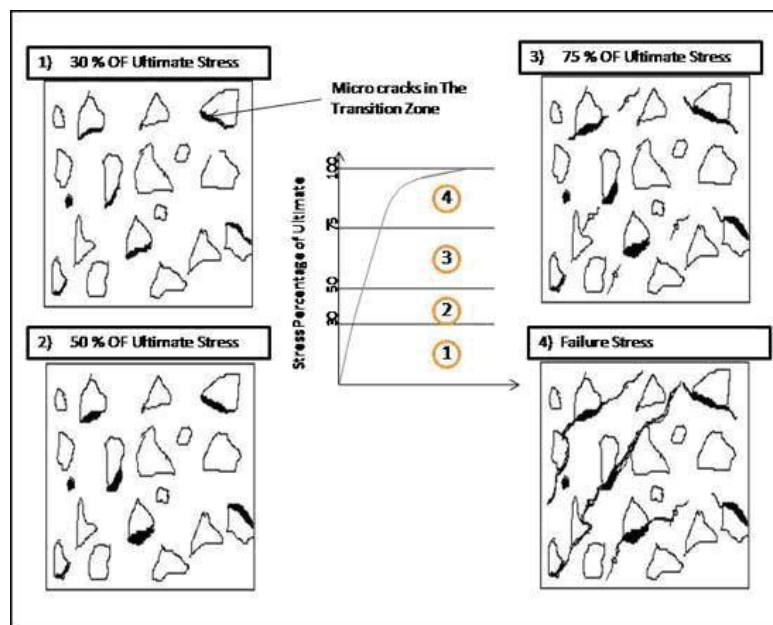 1) 30 % OF Ultimate Stress
Micro cracks in The
Transition Zone
3) 75 % OF Ultimate Stress
Stress Percentage of Ultimate
100
75
50
30
4
3
2
1
2) 50 % OF Ultimate Stress
4) Failure Stress